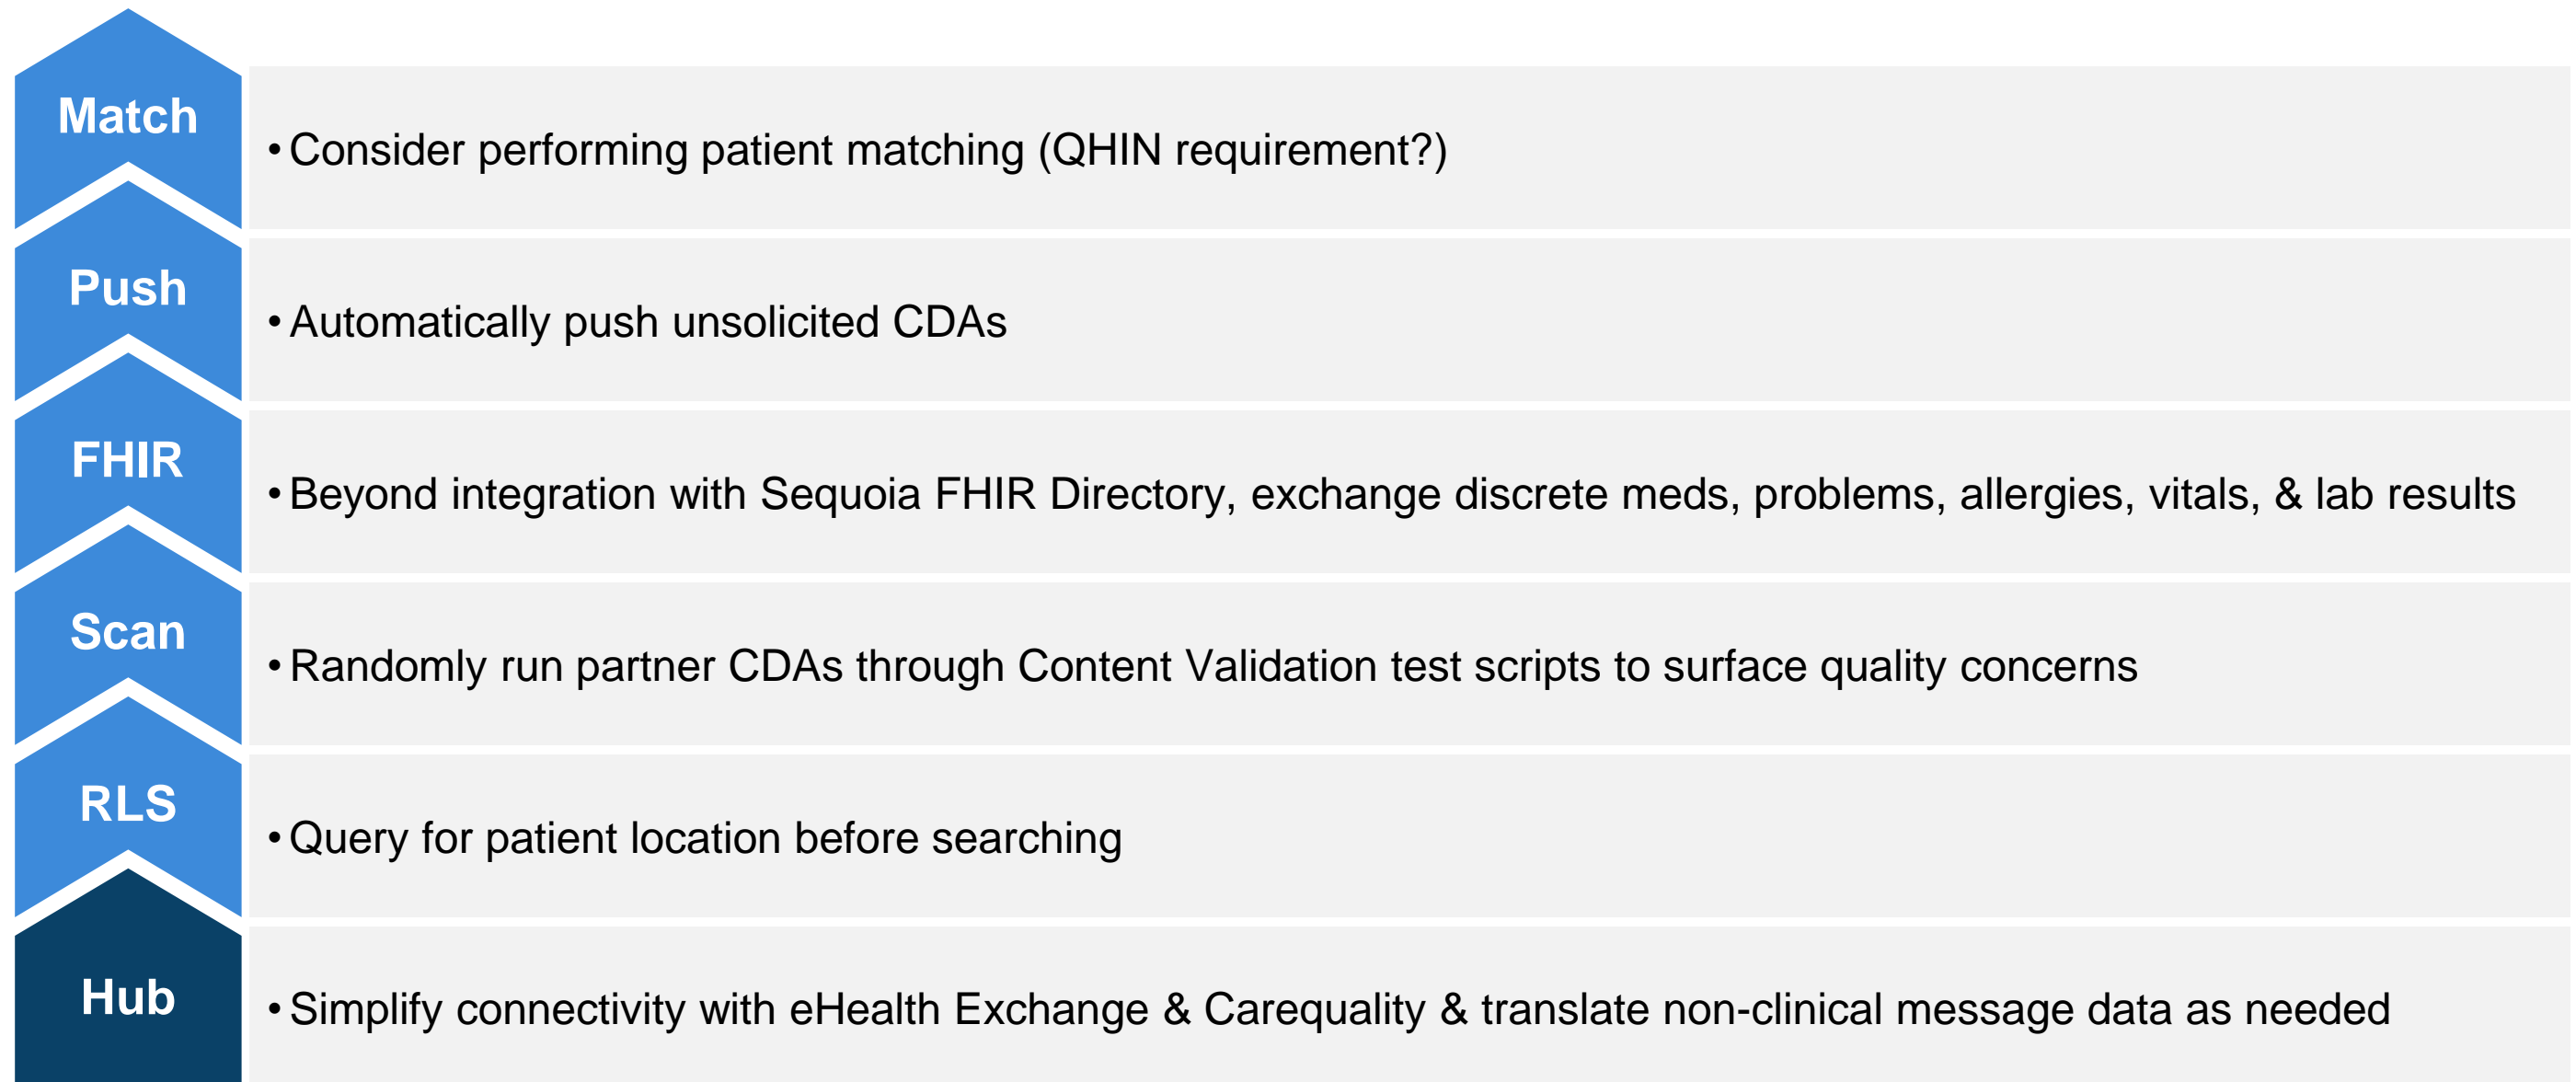 Match
• Consider performing patient matching (QHIN requirement?)
Push
• Automatically push unsolicited CDAs
FHIR
• Beyond integration with Sequoia FHIR Directory, exchange discrete meds, problems, allergies, vitals, & lab results
Scan
• Randomly run partner CDAs through Content Validation test scripts to surface quality concerns
RLS
• Query for patient location before searching
Hub
• Simplify connectivity with eHealth Exchange & Carequality & translate non-clinical message data as needed